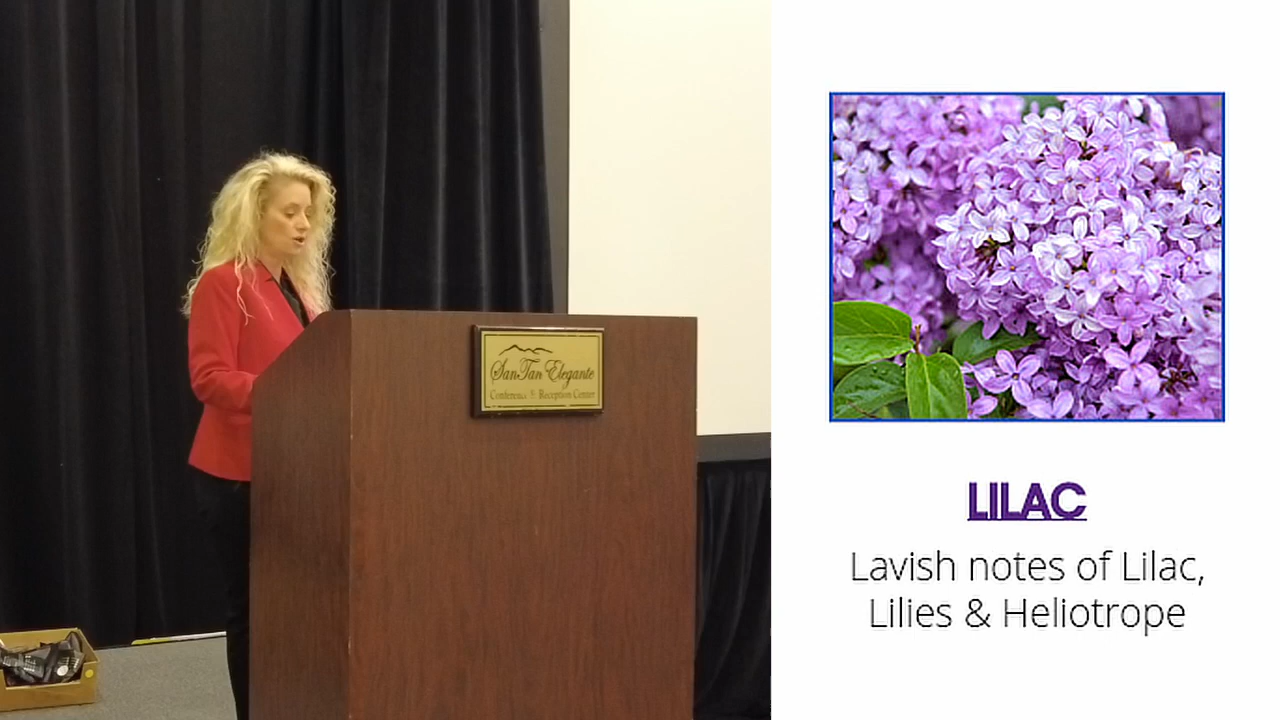 SanTan Elegante
Conference & Reception Center
LILAC
Lavish notes of Lilac,
Lilies & Heliotrope